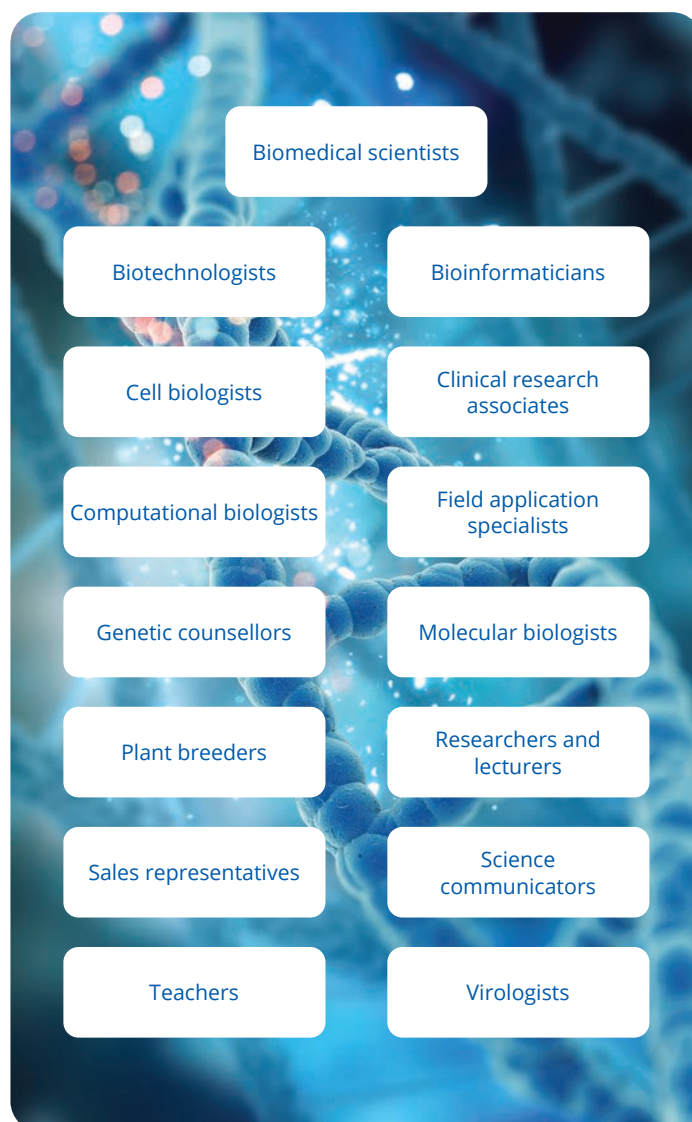 Biomedical scientists
Biotechnologists
Bioinformaticians
Cell biologists
Clinical research
associates
Computational biologists
Field application
specialists
Genetic counsellors
Molecular biologists
Plant breeders
Researchers and
lecturers
Sales representatives
Science
communicators
Teachers
Virologists